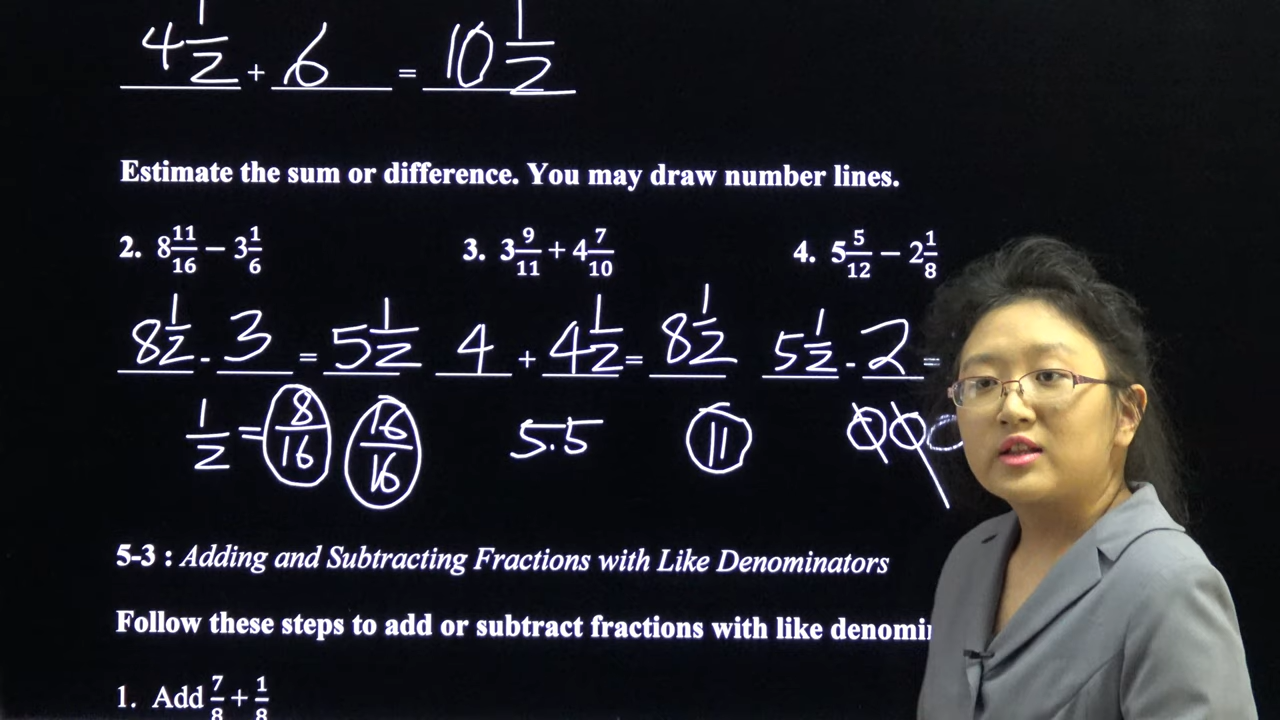 4 1/2 + 6 = 10 1/2
Estimate the sum or difference. You may draw number lines.
2. 8 11/16 − 3 1/6 3. 3 9/11 + 4 7/10 4. 5 5/12 − 2 1/8
8 1/2 - 3 = 5 1/2 4 + 4 1/2 = 8 1/2 5 1/2 - 2 =
1/2 = 8/16 16/16 5.5 11
5-3 : Adding and Subtracting Fractions with Like Denominators
Follow these steps to add or subtract fractions with like
1. Add 7/8 + 1/8